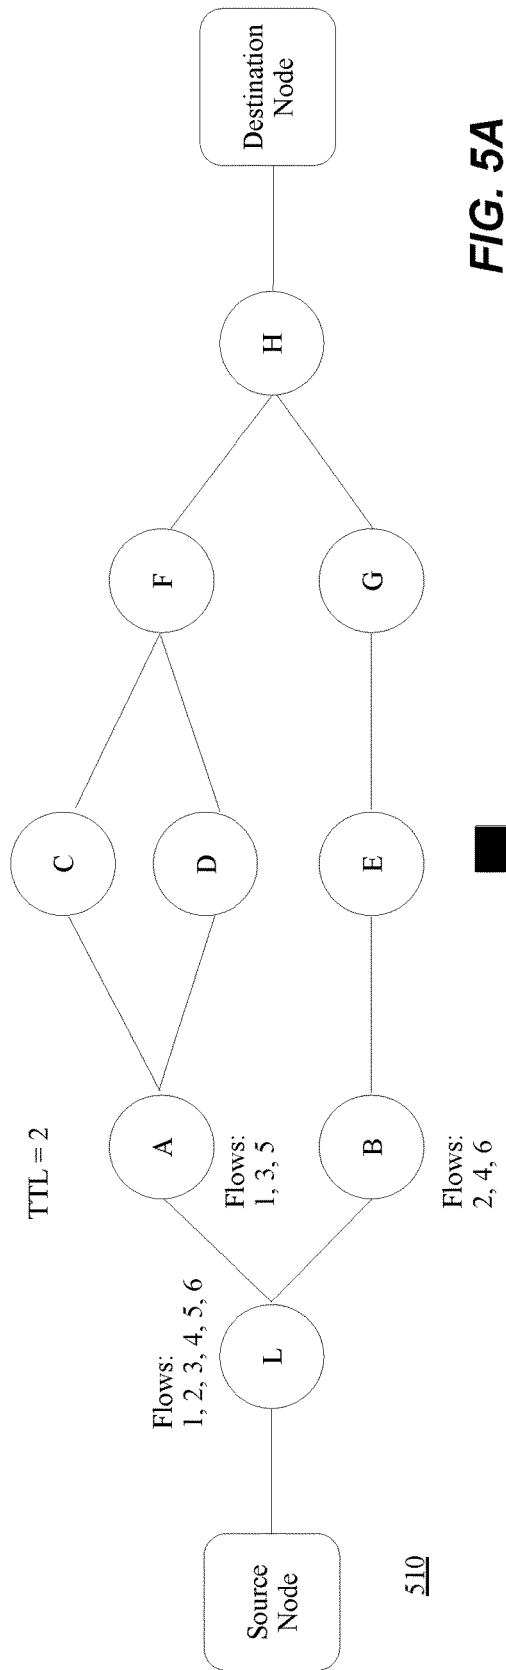 TTL = 2
Flows:
1, 2, 3, 4, 5, 6
Source
Node
L
A
Flows:
1, 3, 5
B
Flows:
2, 4, 6
C
D
E
F
G
H
Destination
Node
510
FIG. 5A